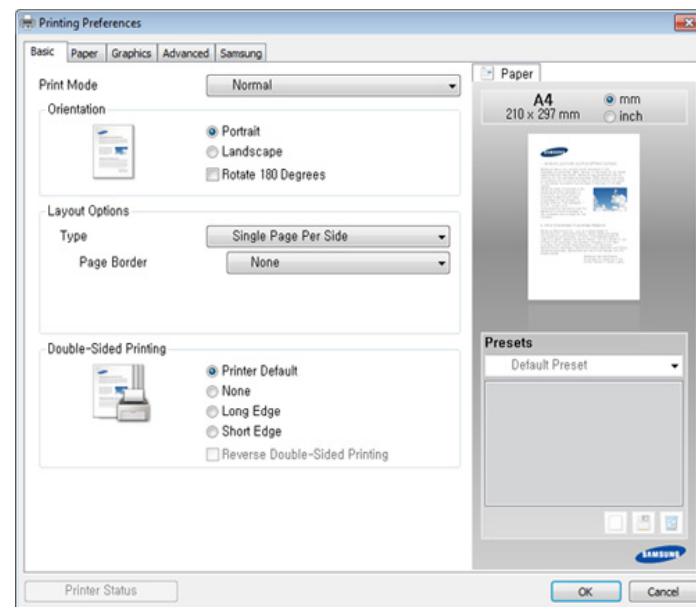 Printing Preferences
Basic Paper Graphics Advanced Samsung
Print Mode Normal
Orientation
Portrait
Landscape
Rotate 180 Degrees
Layout Options
Type Single Page Per Side
Page Border None
Double-Sided Printing
Printer Default
None
Long Edge
Short Edge
Reverse Double-Sided Printing
Paper
A4
210 x 297 mm
mm
inch
SAMSUNG
Presets
Default Preset
SAMSUNG
Printer Status
OK Cancel